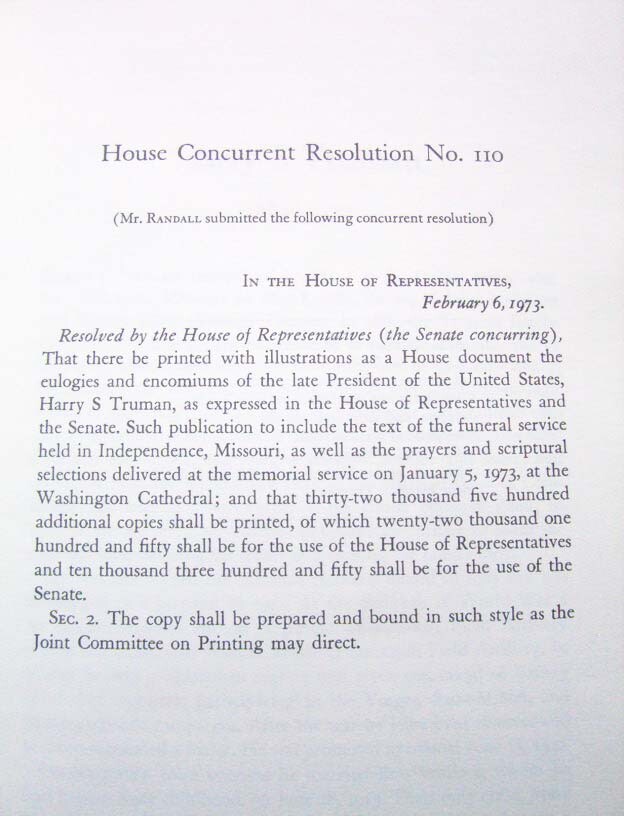 House Concurrent Resolution No. 110
(Mr. Randall submitted the following concurrent resolution)
In the House of Representatives,
February 6, 1973.
Resolved by the House of Representatives (the Senate concurring),
That there be printed with illustrations as a House document the
eulogies and encomiums of the late President of the United States,
Harry S Truman, as expressed in the House of Representatives and
the Senate. Such publication to include the text of the funeral service
held in Independence, Missouri, as well as the prayers and scriptural
selections delivered at the memorial service on January 5, 1973, at the
Washington Cathedral; and that thirty-two thousand five hundred
additional copies shall be printed, of which twenty-two thousand one
hundred and fifty shall be for the use of the House of Representatives
and ten thousand three hundred and fifty shall be for the use of the
Senate.
Sec. 2. The copy shall be prepared and bound in such style as the
Joint Committee on Printing may direct.